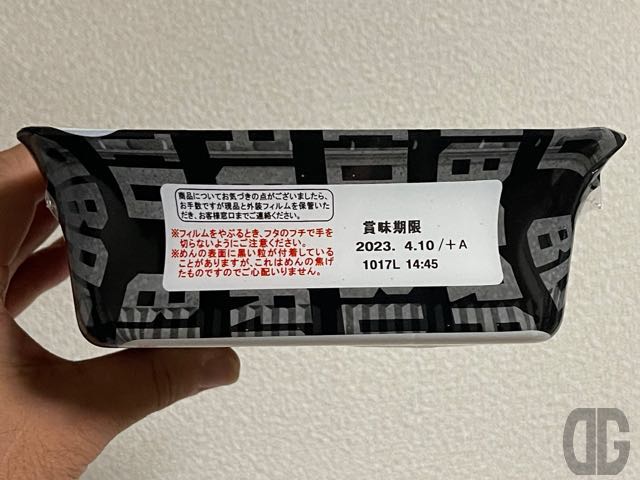 商品についてお気づきの点がございましたら、
お手数ですが現品と外装フィルムを保管いた
だき、お客様窓口までご連絡ください。
※フィルムをやぶるとき、フタのフチで手を
切らないようにご注意ください。
※めんの表面に黒い粒が付着している
ことがありますが、これはめんの焦げ
たものですのでご心配いりません。
賞味期限
2023. 4.10/+A
1017L 14:45
DG